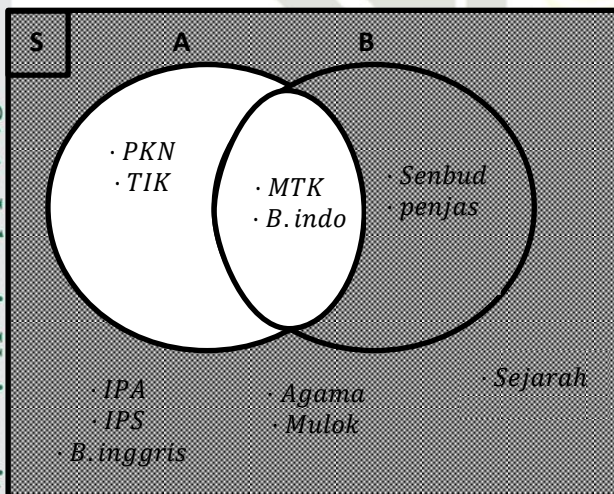 S
A
B
· PKN
· TIK
· MTK
· B.indo
· Senbud
· penjas
· IPA
· IPS
· B.inggris
· Agama
· Mulok
· Sejarah